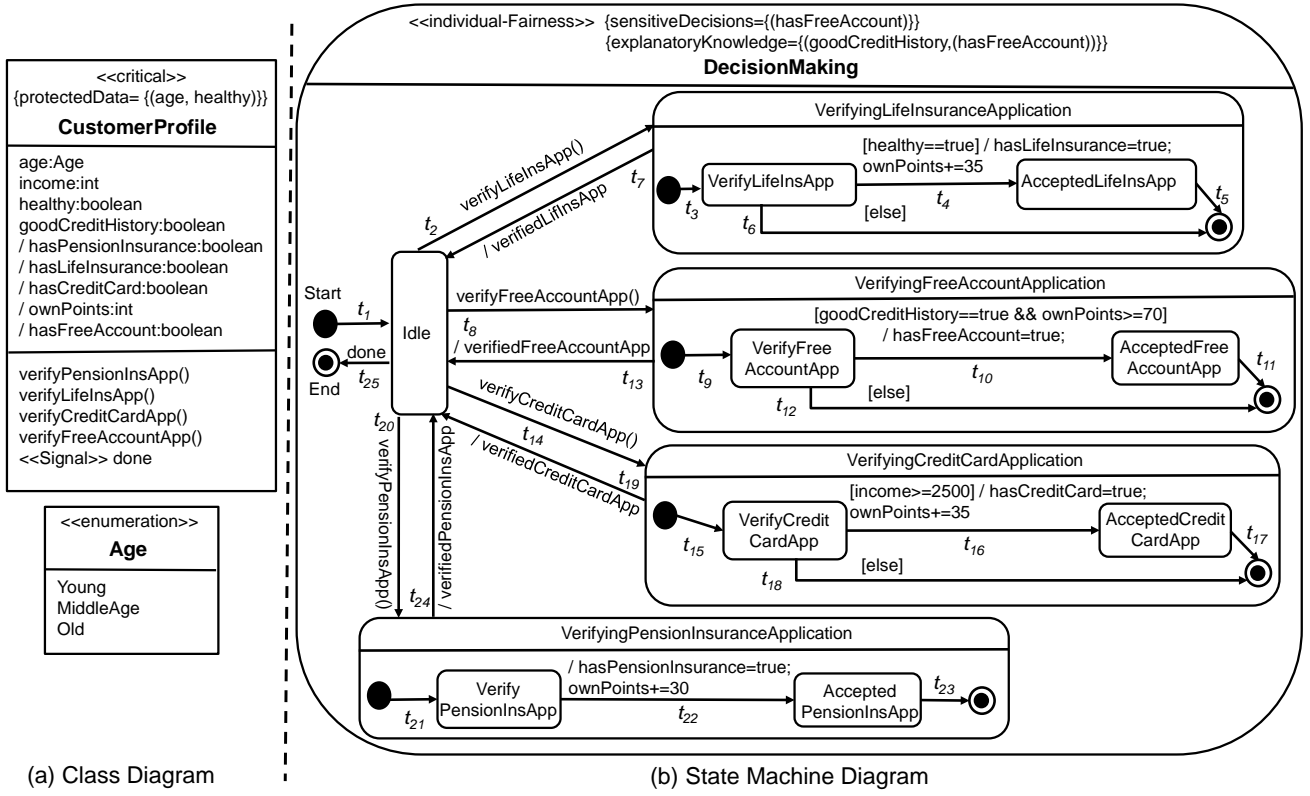 <<critical>>
{protectedData= {(age, healthy)}}
CustomerProfile
age:Age
income:int
healthy:boolean
goodCreditHistory:boolean
/ hasPensionInsurance:boolean
/ hasLifeInsurance:boolean
/ hasCreditCard:boolean
/ ownPoints:int
/ hasFreeAccount:boolean
verifyPensionInsApp()
verifyLifeInsApp()
verifyCreditCardApp()
verifyFreeAccountApp()
<<Signal>> done
<<enumeration>>
Age
Young
MiddleAge
Old
(a) Class Diagram
<<individual-Fairness>> {sensitiveDecisions={(hasFreeAccount)}}
{explanatoryKnowledge={(goodCreditHistory,(hasFreeAccount))}}
DecisionMaking
Start
t1
done
t25
End
Idle
t2
verifyLifeInsApp()
/ verifiedLifInsApp
t7
VerifyingLifeInsuranceApplication
t3
VerifyLifeInsApp
[healthy==true] / hasLifeInsurance=true;
ownPoints+=35
t4
AcceptedLifeInsApp
t5
t6
[else]
verifyFreeAccountApp()
t8
/ verifiedFreeAccountApp
t13
VerifyingFreeAccountApplication
[goodCreditHistory==true && ownPoints>=70]
/ hasFreeAccount=true;
t9
VerifyFree
AccountApp
t10
AcceptedFree
AccountApp
t11
t12
[else]
verifyCreditCardApp()
t14
/ verifiedCreditCardApp
t19
VerifyingCreditCardApplication
[income>=2500] / hasCreditCard=true;
ownPoints+=35
t15
VerifyCredit
CardApp
t16
AcceptedCredit
CardApp
t17
t18
[else]
t20
verifyPensionInsApp()
t24
/ verifiedPensionInsApp
VerifyingPensionInsuranceApplication
/ hasPensionInsurance=true;
ownPoints+=30
t21
Verify
PensionInsApp
t22
Accepted
PensionInsApp
t23
(b) State Machine Diagram